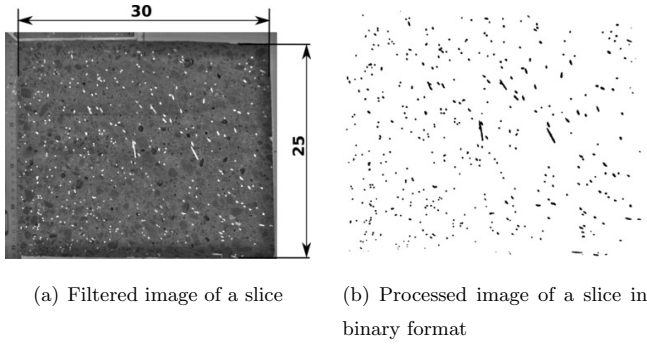 30
25
(a) Filtered image of a slice
(b) Processed image of a slice in
binary format